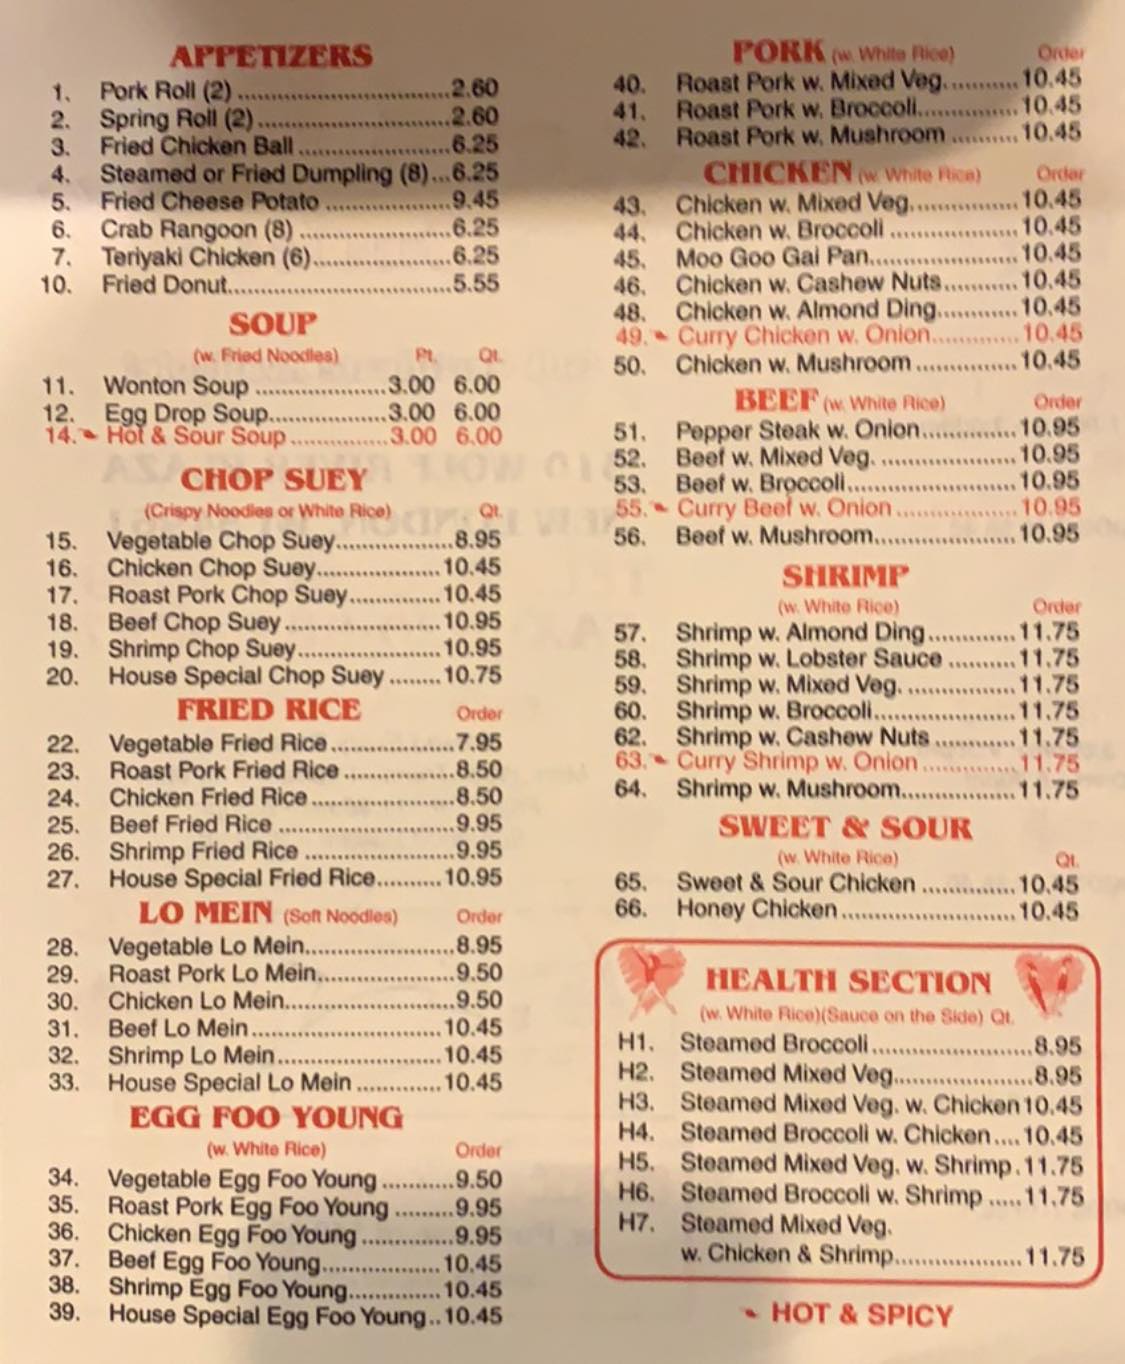 APPETIZERS
1. Pork Roll (2) 2.60
2. Spring Roll (2) 2.60
3. Fried Chicken Ball 6.25
4. Steamed or Fried Dumpling (8) 6.25
5. Fried Cheese Potato 9.45
6. Crab Rangoon (8) 6.25
7. Teriyaki Chicken (6) 6.25
10. Fried Donut 5.55
SOUP
(w. Fried Noodles) Pt. Qt.
11. Wonton Soup 3.00 6.00
12. Egg Drop Soup 3.00 6.00
14. Hot & Sour Soup 3.00 6.00
CHOP SUEY
(Crispy Noodles or White Rice) Qt.
15. Vegetable Chop Suey 8.95
16. Chicken Chop Suey 10.45
17. Roast Pork Chop Suey 10.45
18. Beef Chop Suey 10.95
19. Shrimp Chop Suey 10.95
20. House Special Chop Suey 10.75
FRIED RICE Order
22. Vegetable Fried Rice 7.95
23. Roast Pork Fried Rice 8.50
24. Chicken Fried Rice 8.50
25. Beef Fried Rice 9.95
26. Shrimp Fried Rice 9.95
27. House Special Fried Rice 10.95
LO MEIN (Soft Noodles) Order
28. Vegetable Lo Mein 8.95
29. Roast Pork Lo Mein 9.50
30. Chicken Lo Mein 9.50
31. Beef Lo Mein 10.45
32. Shrimp Lo Mein 10.45
33. House Special Lo Mein 10.45
EGG FOO YOUNG
(w. White Rice) Order
34. Vegetable Egg Foo Young 9.50
35. Roast Pork Egg Foo Young 9.95
36. Chicken Egg Foo Young 9.95
37. Beef Egg Foo Young 10.45
38. Shrimp Egg Foo Young 10.45
39. House Special Egg Foo Young 10.45
PORK (w. White Rice) Order
40. Roast Pork w. Mixed Veg. 10.45
41. Roast Pork w. Broccoli 10.45
42. Roast Pork w. Mushroom 10.45
CHICKEN (w. White Rice) Order
43. Chicken w. Mixed Veg. 10.45
44. Chicken w. Broccoli 10.45
45. Moo Goo Gai Pan 10.45
46. Chicken w. Cashew Nuts 10.45
48. Chicken w. Almond Ding 10.45
49. Curry Chicken w. Onion 10.45
50. Chicken w. Mushroom 10.45
BEEF (w. White Rice) Order
51. Pepper Steak w. Onion 10.95
52. Beef w. Mixed Veg. 10.95
53. Beef w. Broccoli 10.95
55. Curry Beef w. Onion 10.95
56. Beef w. Mushroom 10.95
SHRIMP
(w. White Rice) Order
57. Shrimp w. Almond Ding 11.75
58. Shrimp w. Lobster Sauce 11.75
59. Shrimp w. Mixed Veg. 11.75
60. Shrimp w. Broccoli 11.75
62. Shrimp w. Cashew Nuts 11.75
63. Curry Shrimp w. Onion 11.75
64. Shrimp w. Mushroom 11.75
SWEET & SOUR
(w. White Rice) Qt.
65. Sweet & Sour Chicken 10.45
66. Honey Chicken 10.45
HEALTH SECTION
(w. White Rice)(Sauce on the Side) Qt.
H1. Steamed Broccoli 8.95
H2. Steamed Mixed Veg. 8.95
H3. Steamed Mixed Veg. w. Chicken 10.45
H4. Steamed Broccoli w. Chicken 10.45
H5. Steamed Mixed Veg. w. Shrimp 11.75
H6. Steamed Broccoli w. Shrimp 11.75
H7. Steamed Mixed Veg.
w. Chicken & Shrimp 11.75
HOT & SPICY